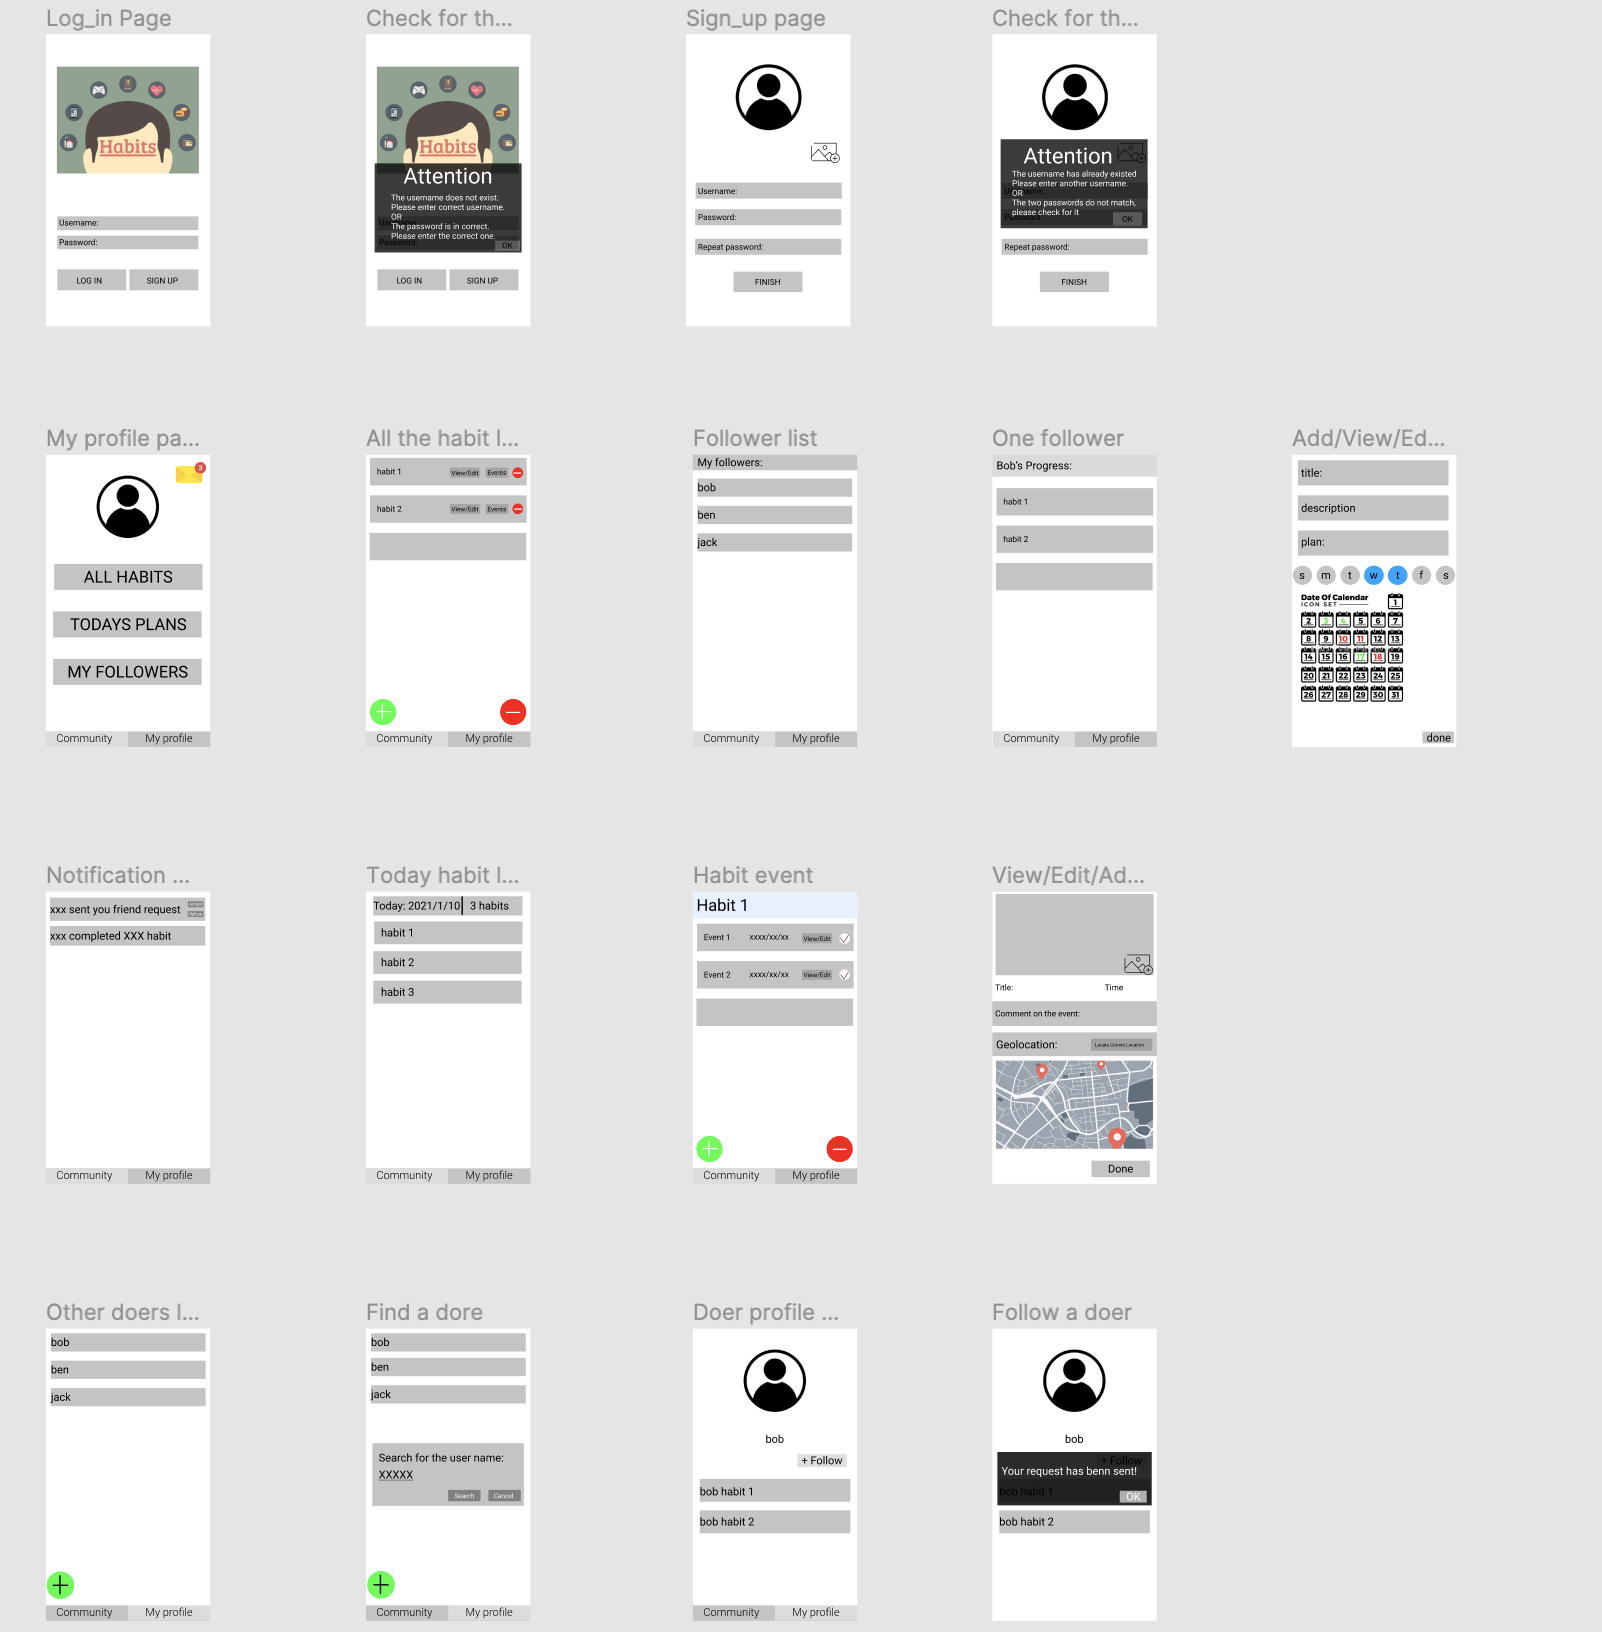 Log_in Page
Habits
Username:
Password:
LOG IN
SIGN UP
Check for th...
Habits
Attention
The username does not exist.
Please enter correct username.
OR
The password is in correct.
Please enter the correct one.
OK
Username:
Password:
LOG IN
SIGN UP
Sign_up page
Username:
Password:
Repeat password:
FINISH
Check for th...
Attention
The username has already existed
Please enter another username.
OR
The two passwords do not match,
please check for it
OK
Username:
Password:
Repeat password:
FINISH
My profile pa...
3
ALL HABITS
TODAYS PLANS
MY FOLLOWERS
Community
My profile
All the habit l...
habit 1
View/Edit
Events
habit 2
View/Edit
Events
Community
My profile
Follower list
My followers:
bob
ben
jack
Community
My profile
One follower
Bob's Progress:
habit 1
habit 2
Community
My profile
Add/View/Ed...
title:
description
plan:
s m t w t f s
Date Of Calendar
ICON SET
1
2 3 4 5 6 7
8 9 10 11 12 13
14 15 16 17 18 19
20 21 22 23 24 25
26 27 28 29 30 31
done
Notification ...
xxx sent you friend request
Accept
Refuse
xxx completed XXX habit
Community
My profile
Today habit l...
Today: 2021/1/10
3 habits
habit 1
habit 2
habit 3
Community
My profile
Habit event
Habit 1
Event 1
xxxx/xx/xx
View/Edit
Event 2
xxxx/xx/xx
View/Edit
Community
My profile
View/Edit/Ad...
Title:
Time
Comment on the event:
Geolocation:
Locate Current Location
Done
Other doers l...
bob
ben
jack
Community
My profile
Find a dore
bob
ben
jack
Search for the user name:
XXXXX
Search
Cancel
Community
My profile
Doer profile ...
bob
+ Follow
bob habit 1
bob habit 2
Community
My profile
Follow a doer
bob
+ Follow
Your request has benn sent!
bob habit 1
OK
bob habit 2